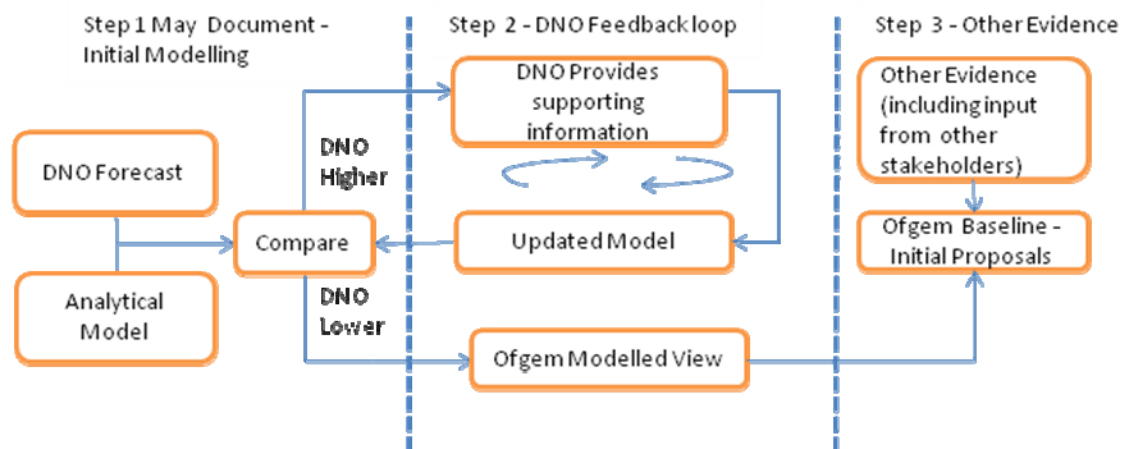 Step 1 May Document -
Initial Modelling
Step 2 - DNO Feedback loop
Step 3 - Other Evidence
DNO Forecast
Analytical
Model
Compare
DNO
Higher
DNO
Lower
DNO Provides
supporting
information
Updated Model
Ofgem Modelled View
Other Evidence
(including input
from other
stakeholders)
Ofgem Baseline -
Initial Proposals